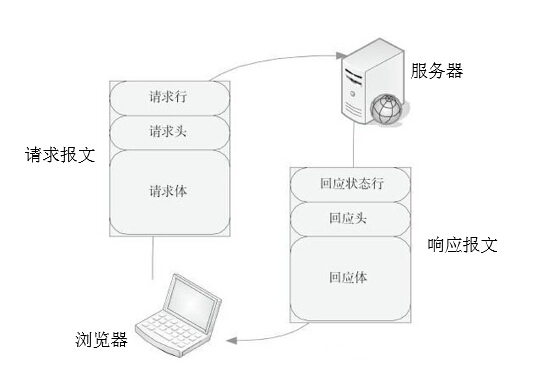 服务器
请求行
请求头
请求报文
请求体
回应状态行
回应头
响应报文
回应体
浏览器